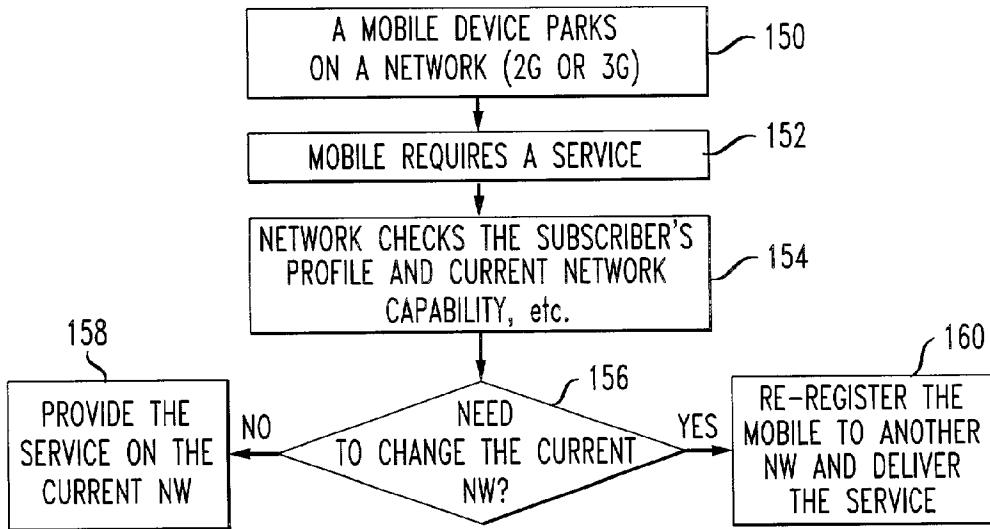 A MOBILE DEVICE PARKS
ON A NETWORK (2G OR 3G)
150
MOBILE REQUIRES A SERVICE
152
NETWORK CHECKS THE SUBSCRIBER'S
PROFILE AND CURRENT NETWORK
CAPABILITY, etc.
154
158
PROVIDE THE
SERVICE ON THE
CURRENT NW
NO
156
NEED
TO CHANGE THE CURRENT
NW?
YES
160
RE-REGISTER THE
MOBILE TO ANOTHER
NW AND DELIVER
THE SERVICE